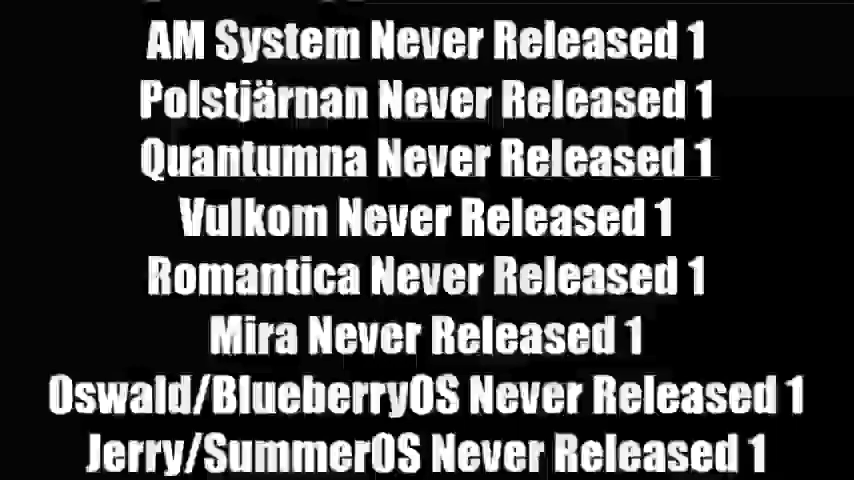 AM System Never Released 1
Polstjärnan Never Released 1
Quantumna Never Released 1
Vulkom Never Released 1
Romantica Never Released 1
Mira Never Released 1
Oswald/BlueberryOS Never Released 1
Jerry/SummerOS Never Released 1